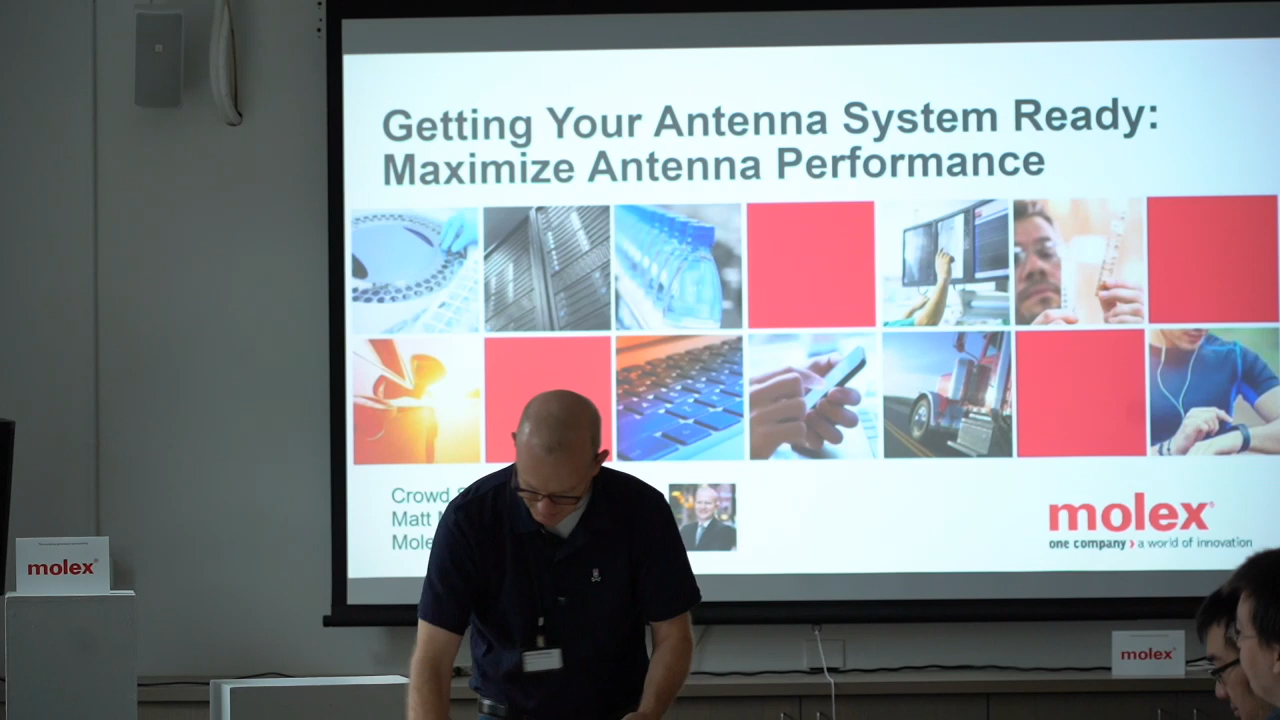 Getting Your Antenna System Ready:
Maximize Antenna Performance
Crowd
Matt
molex
one company › a world of innovation
molex
molex